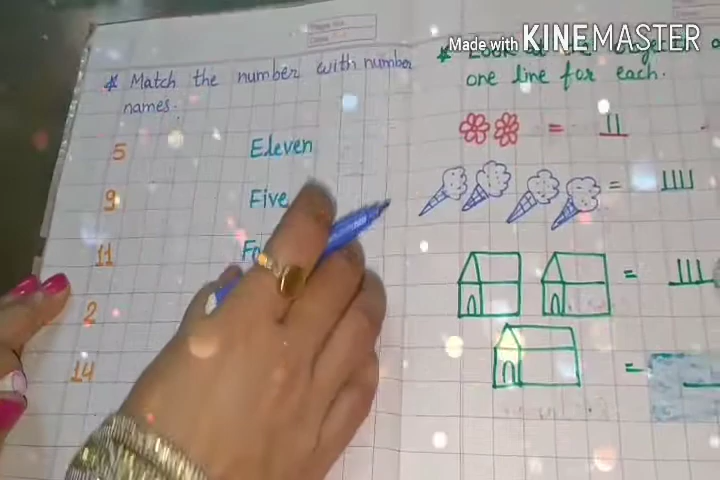 Made with KINEMASTER
* Match the number with number
names.
5 Eleven
9 Five
11 Fo
2
14
one line for each.
=
=
=
=